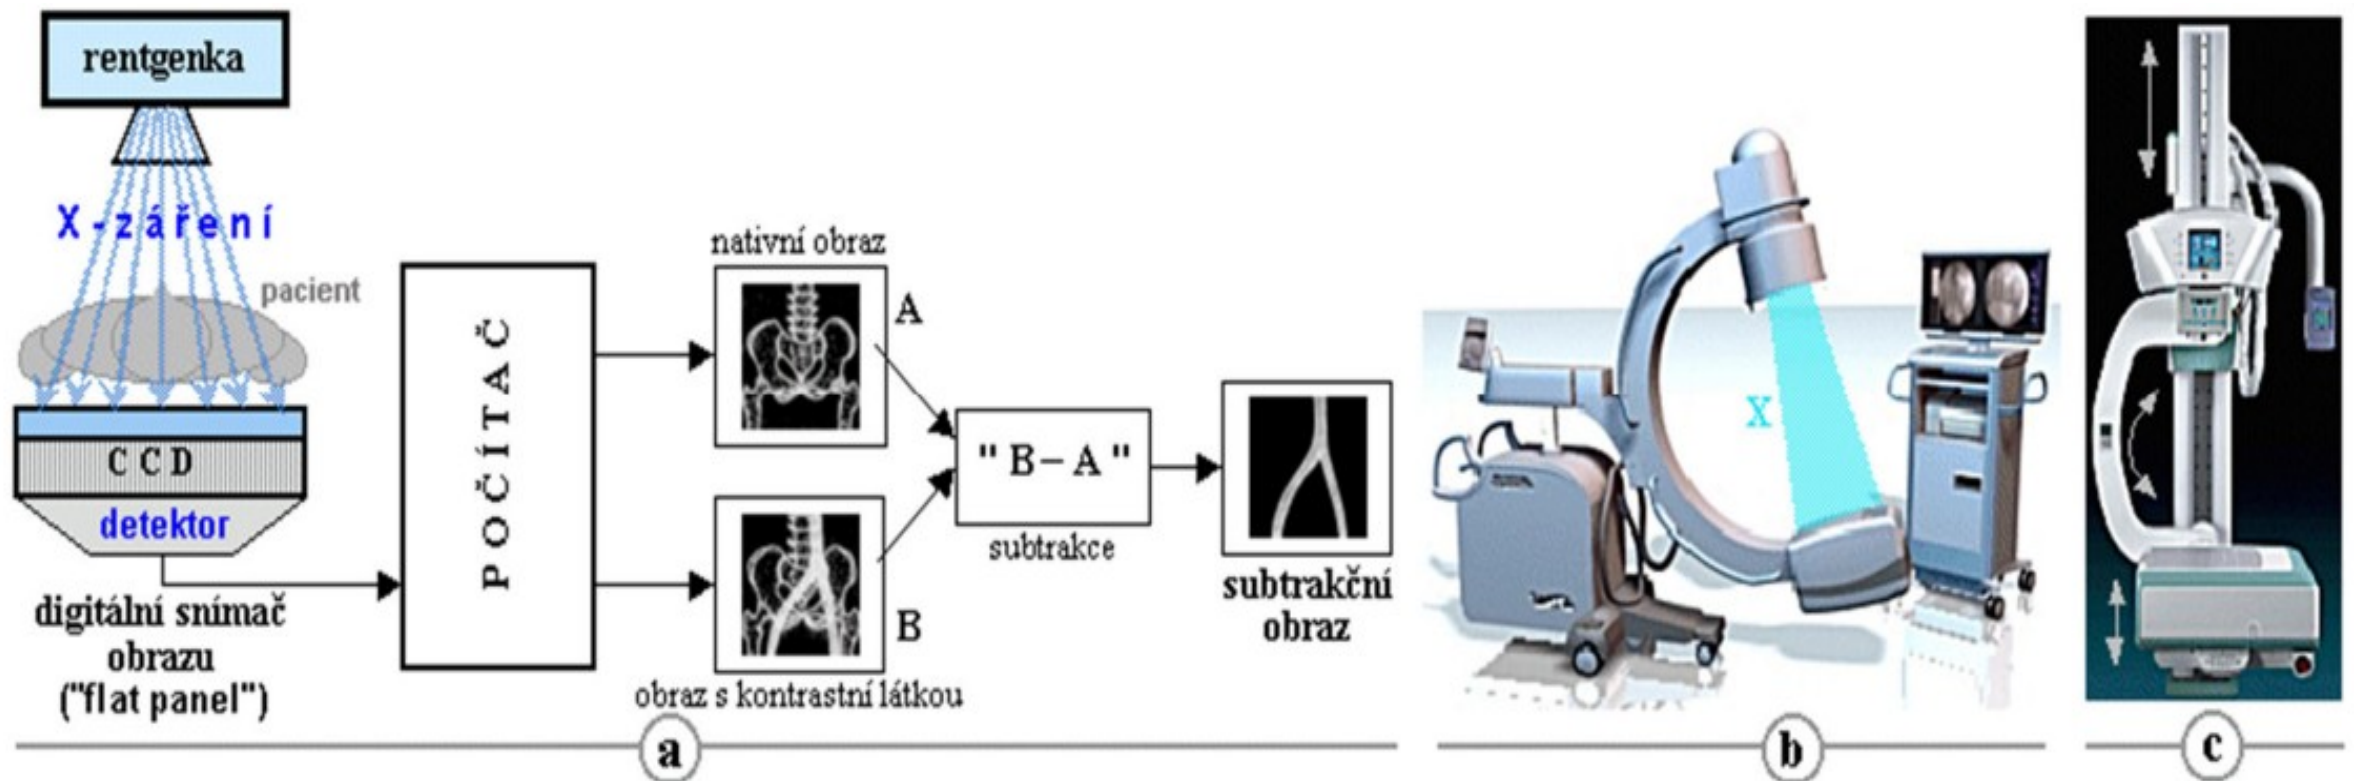 rentgenka
X-záření
pacient
CCD
detektor
digitální snímač
obrazu
("flat panel")
POČÍTAČ
nativní obraz
A
B
obraz s kontrastní látkou
"B-A"
subtrakce
subtrakční
obraz
a
X
b
c